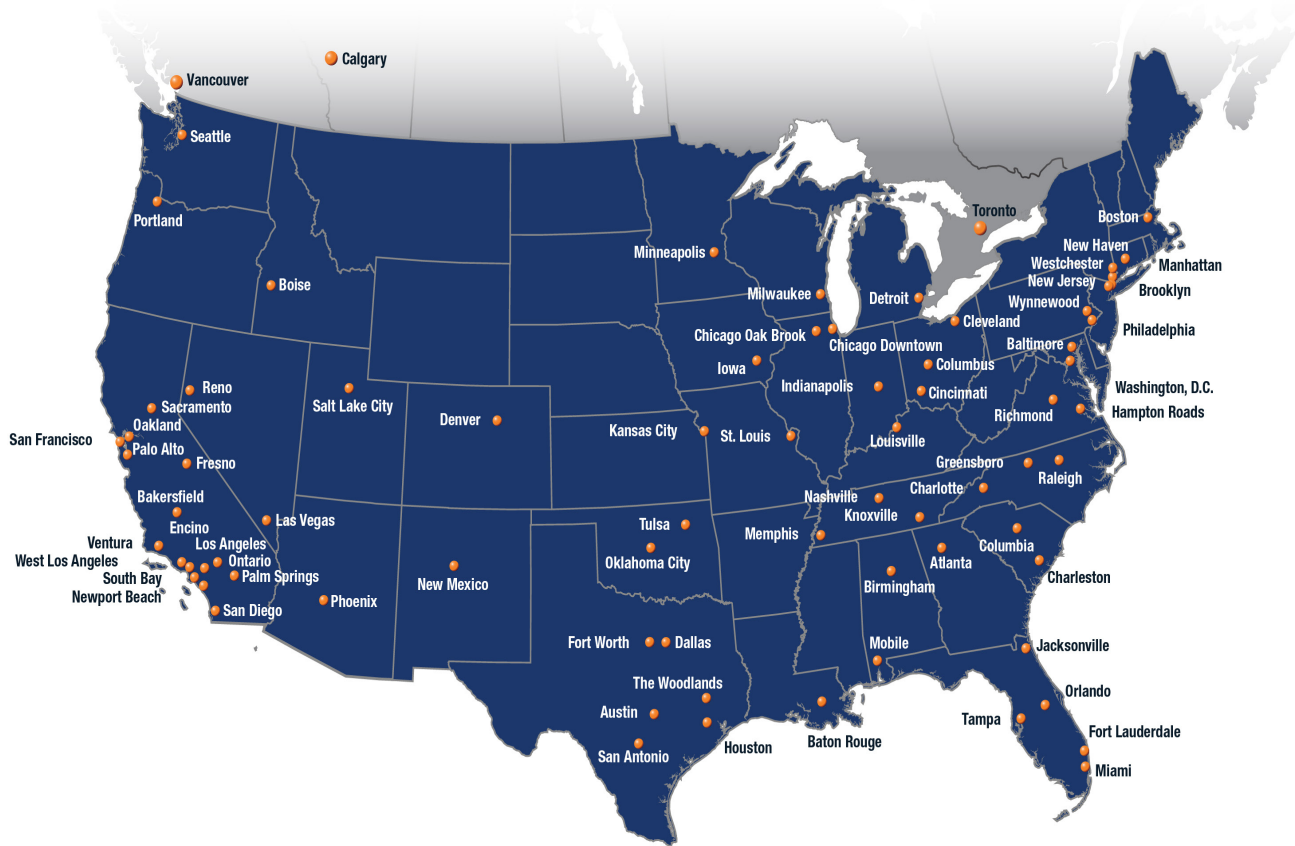 Calgary
Vancouver
Seattle
Portland
Boise
Toronto
Boston
New Haven
Westchester
Manhattan
New Jersey
Brooklyn
Wynnewood
Philadelphia
Baltimore
Washington, D.C.
Hampton Roads
Richmond
Minneapolis
Milwaukee
Detroit
Cleveland
Chicago Oak Brook
Chicago Downtown
Iowa
Columbus
Indianapolis
Cincinnati
Reno
Sacramento
Salt Lake City
Denver
Kansas City
St. Louis
Louisville
Oakland
San Francisco
Palo Alto
Fresno
Greensboro
Raleigh
Charlotte
Nashville
Knoxville
Bakersfield
Encino
Las Vegas
Tulsa
Memphis
Ventura
Los Angeles
West Los Angeles
Ontario
Oklahoma City
Columbia
Atlanta
South Bay
Palm Springs
New Mexico
Birmingham
Charleston
Newport Beach
San Diego
Phoenix
Fort Worth
Dallas
Mobile
Jacksonville
The Woodlands
Orlando
Austin
Tampa
Fort Lauderdale
San Antonio
Houston
Baton Rouge
Miami